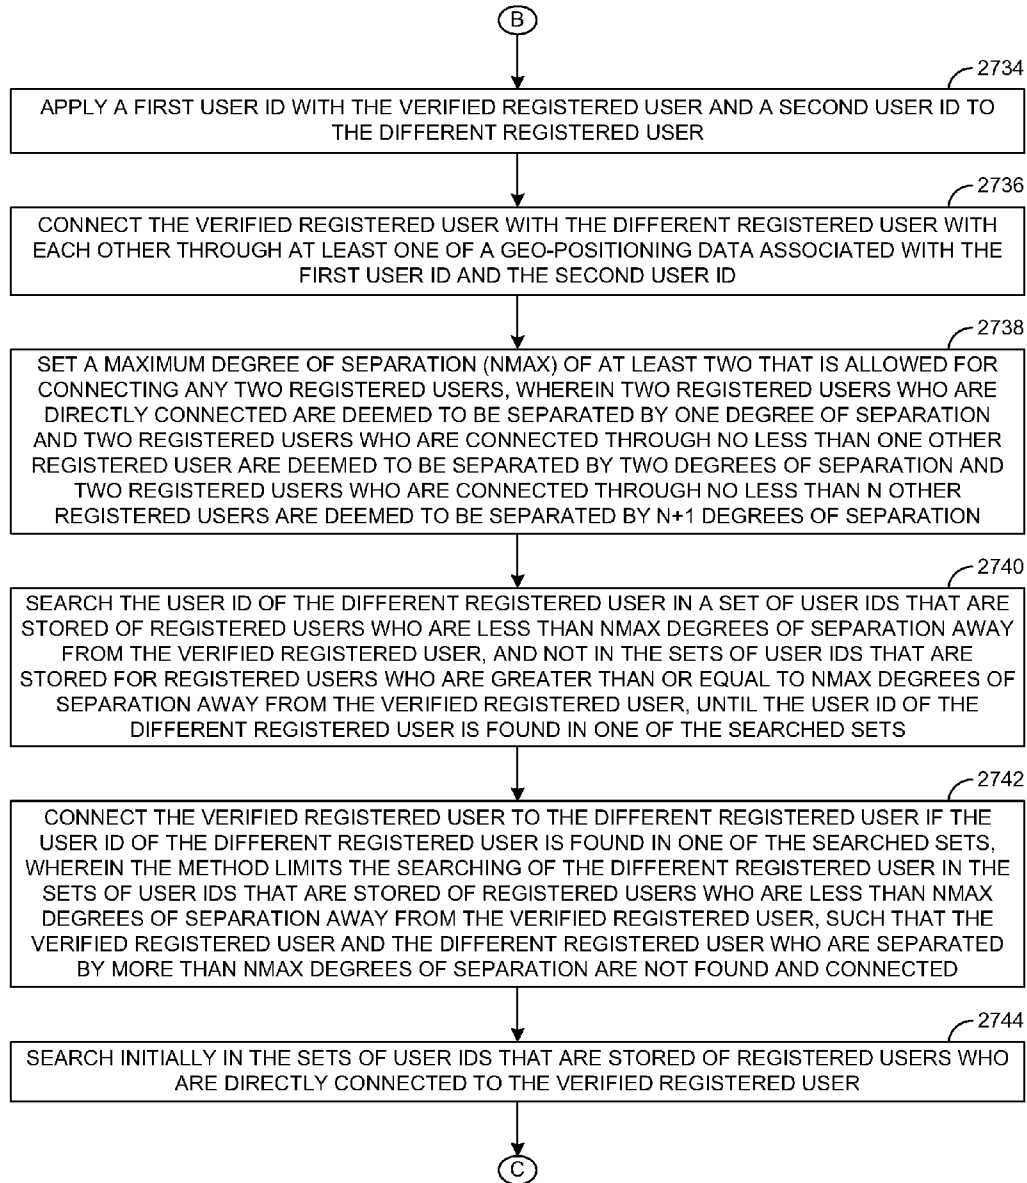 B
2734
APPLY A FIRST USER ID WITH THE VERIFIED REGISTERED USER AND A SECOND USER ID TO
THE DIFFERENT REGISTERED USER
2736
CONNECT THE VERIFIED REGISTERED USER WITH THE DIFFERENT REGISTERED USER WITH
EACH OTHER THROUGH AT LEAST ONE OF A GEO-POSITIONING DATA ASSOCIATED WITH THE
FIRST USER ID AND THE SECOND USER ID
2738
SET A MAXIMUM DEGREE OF SEPARATION (NMAX) OF AT LEAST TWO THAT IS ALLOWED FOR
CONNECTING ANY TWO REGISTERED USERS, WHEREIN TWO REGISTERED USERS WHO ARE
DIRECTLY CONNECTED ARE DEEMED TO BE SEPARATED BY ONE DEGREE OF SEPARATION
AND TWO REGISTERED USERS WHO ARE CONNECTED THROUGH NO LESS THAN ONE OTHER
REGISTERED USER ARE DEEMED TO BE SEPARATED BY TWO DEGREES OF SEPARATION AND
TWO REGISTERED USERS WHO ARE CONNECTED THROUGH NO LESS THAN N OTHER
REGISTERED USERS ARE DEEMED TO BE SEPARATED BY N+1 DEGREES OF SEPARATION
2740
SEARCH THE USER ID OF THE DIFFERENT REGISTERED USER IN A SET OF USER IDS THAT ARE
STORED OF REGISTERED USERS WHO ARE LESS THAN NMAX DEGREES OF SEPARATION AWAY
FROM THE VERIFIED REGISTERED USER, AND NOT IN THE SETS OF USER IDS THAT ARE
STORED FOR REGISTERED USERS WHO ARE GREATER THAN OR EQUAL TO NMAX DEGREES OF
SEPARATION AWAY FROM THE VERIFIED REGISTERED USER, UNTIL THE USER ID OF THE
DIFFERENT REGISTERED USER IS FOUND IN ONE OF THE SEARCHED SETS
2742
CONNECT THE VERIFIED REGISTERED USER TO THE DIFFERENT REGISTERED USER IF THE
USER ID OF THE DIFFERENT REGISTERED USER IS FOUND IN ONE OF THE SEARCHED SETS,
WHEREIN THE METHOD LIMITS THE SEARCHING OF THE DIFFERENT REGISTERED USER IN THE
SETS OF USER IDS THAT ARE STORED OF REGISTERED USERS WHO ARE LESS THAN NMAX
DEGREES OF SEPARATION AWAY FROM THE VERIFIED REGISTERED USER, SUCH THAT THE
VERIFIED REGISTERED USER AND THE DIFFERENT REGISTERED USER WHO ARE SEPARATED
BY MORE THAN NMAX DEGREES OF SEPARATION ARE NOT FOUND AND CONNECTED
2744
SEARCH INITIALLY IN THE SETS OF USER IDS THAT ARE STORED OF REGISTERED USERS WHO
ARE DIRECTLY CONNECTED TO THE VERIFIED REGISTERED USER
C